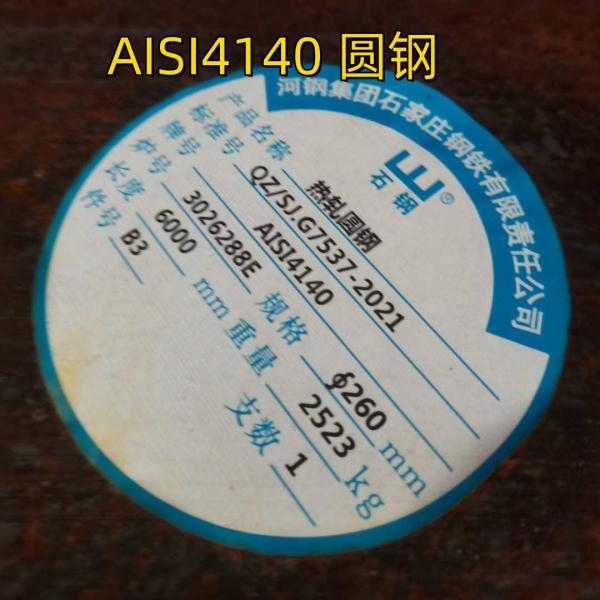 AISI4140 圆钢
河钢集团石家庄钢铁有限责任公司
石钢®
产品名称 热轧圆钢
标准号 QZ/SJ.G7537-2021
牌号 AISI4140
炉号 3026288E 规格 ∮260 mm
长度 6000 mm 重量 2523 kg
件号 B3 支数 1